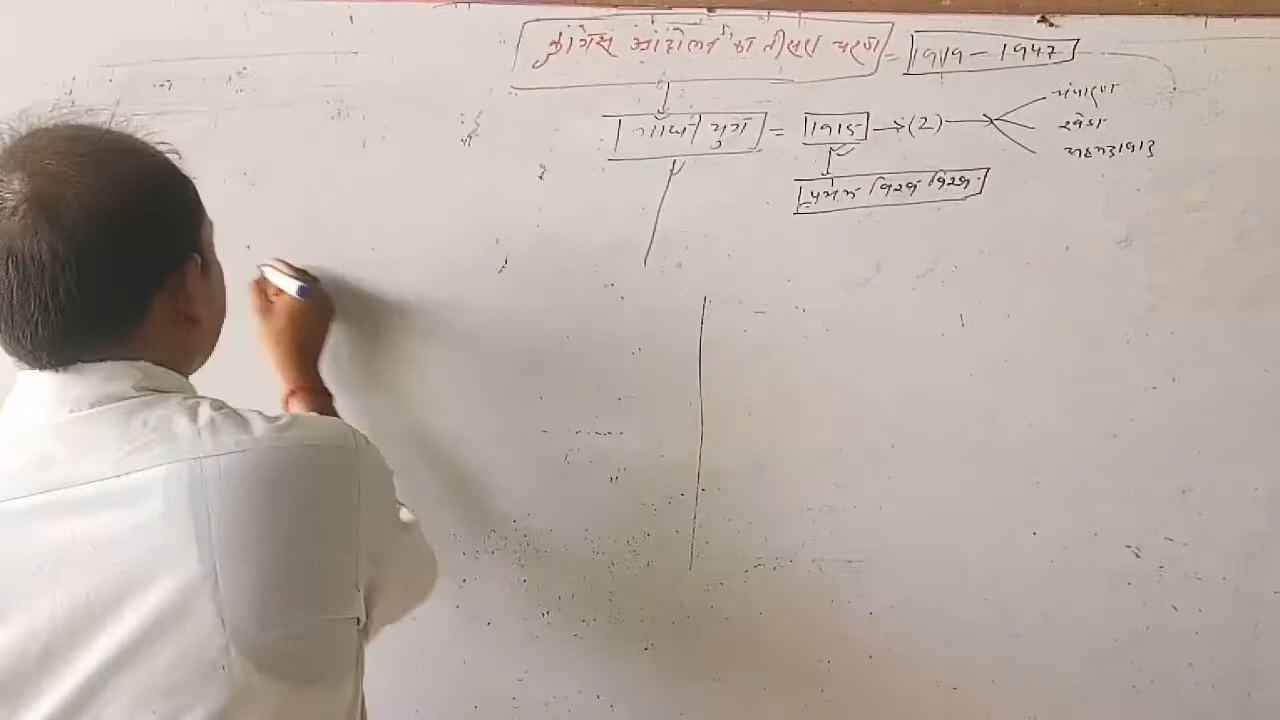 कांग्रेस आंदोलन का तीसरा चरण = 1919 - 1947
गांधी युग = 1915 → (2)
चंपारण
खेडा
अहमदाबाद
प्रथम विश्व